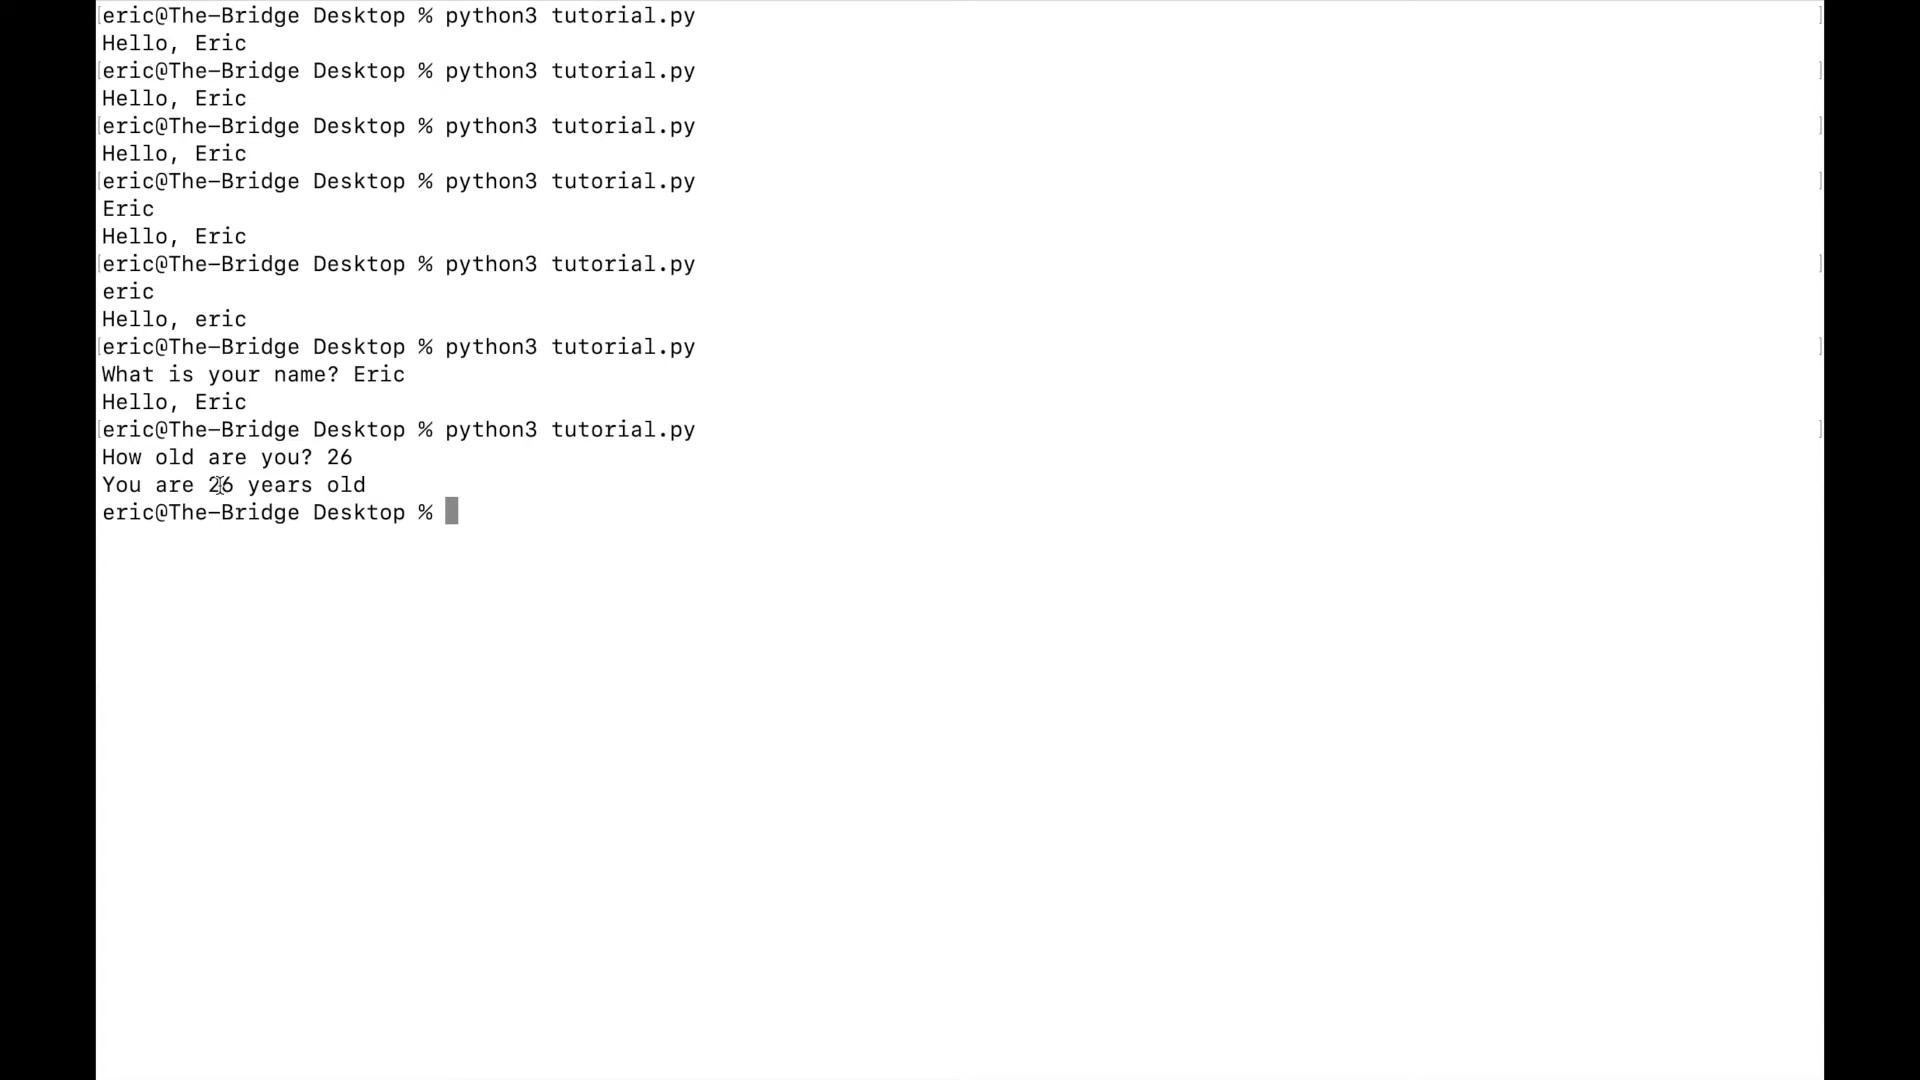 eric@The-Bridge Desktop % python3 tutorial.py
Hello, Eric
eric@The-Bridge Desktop % python3 tutorial.py
Hello, Eric
eric@The-Bridge Desktop % python3 tutorial.py
Hello, Eric
eric@The-Bridge Desktop % python3 tutorial.py
Eric
Hello, Eric
eric@The-Bridge Desktop % python3 tutorial.py
eric
Hello, eric
eric@The-Bridge Desktop % python3 tutorial.py
What is your name? Eric
Hello, Eric
eric@The-Bridge Desktop % python3 tutorial.py
How old are you? 26
You are 26 years old
eric@The-Bridge Desktop %